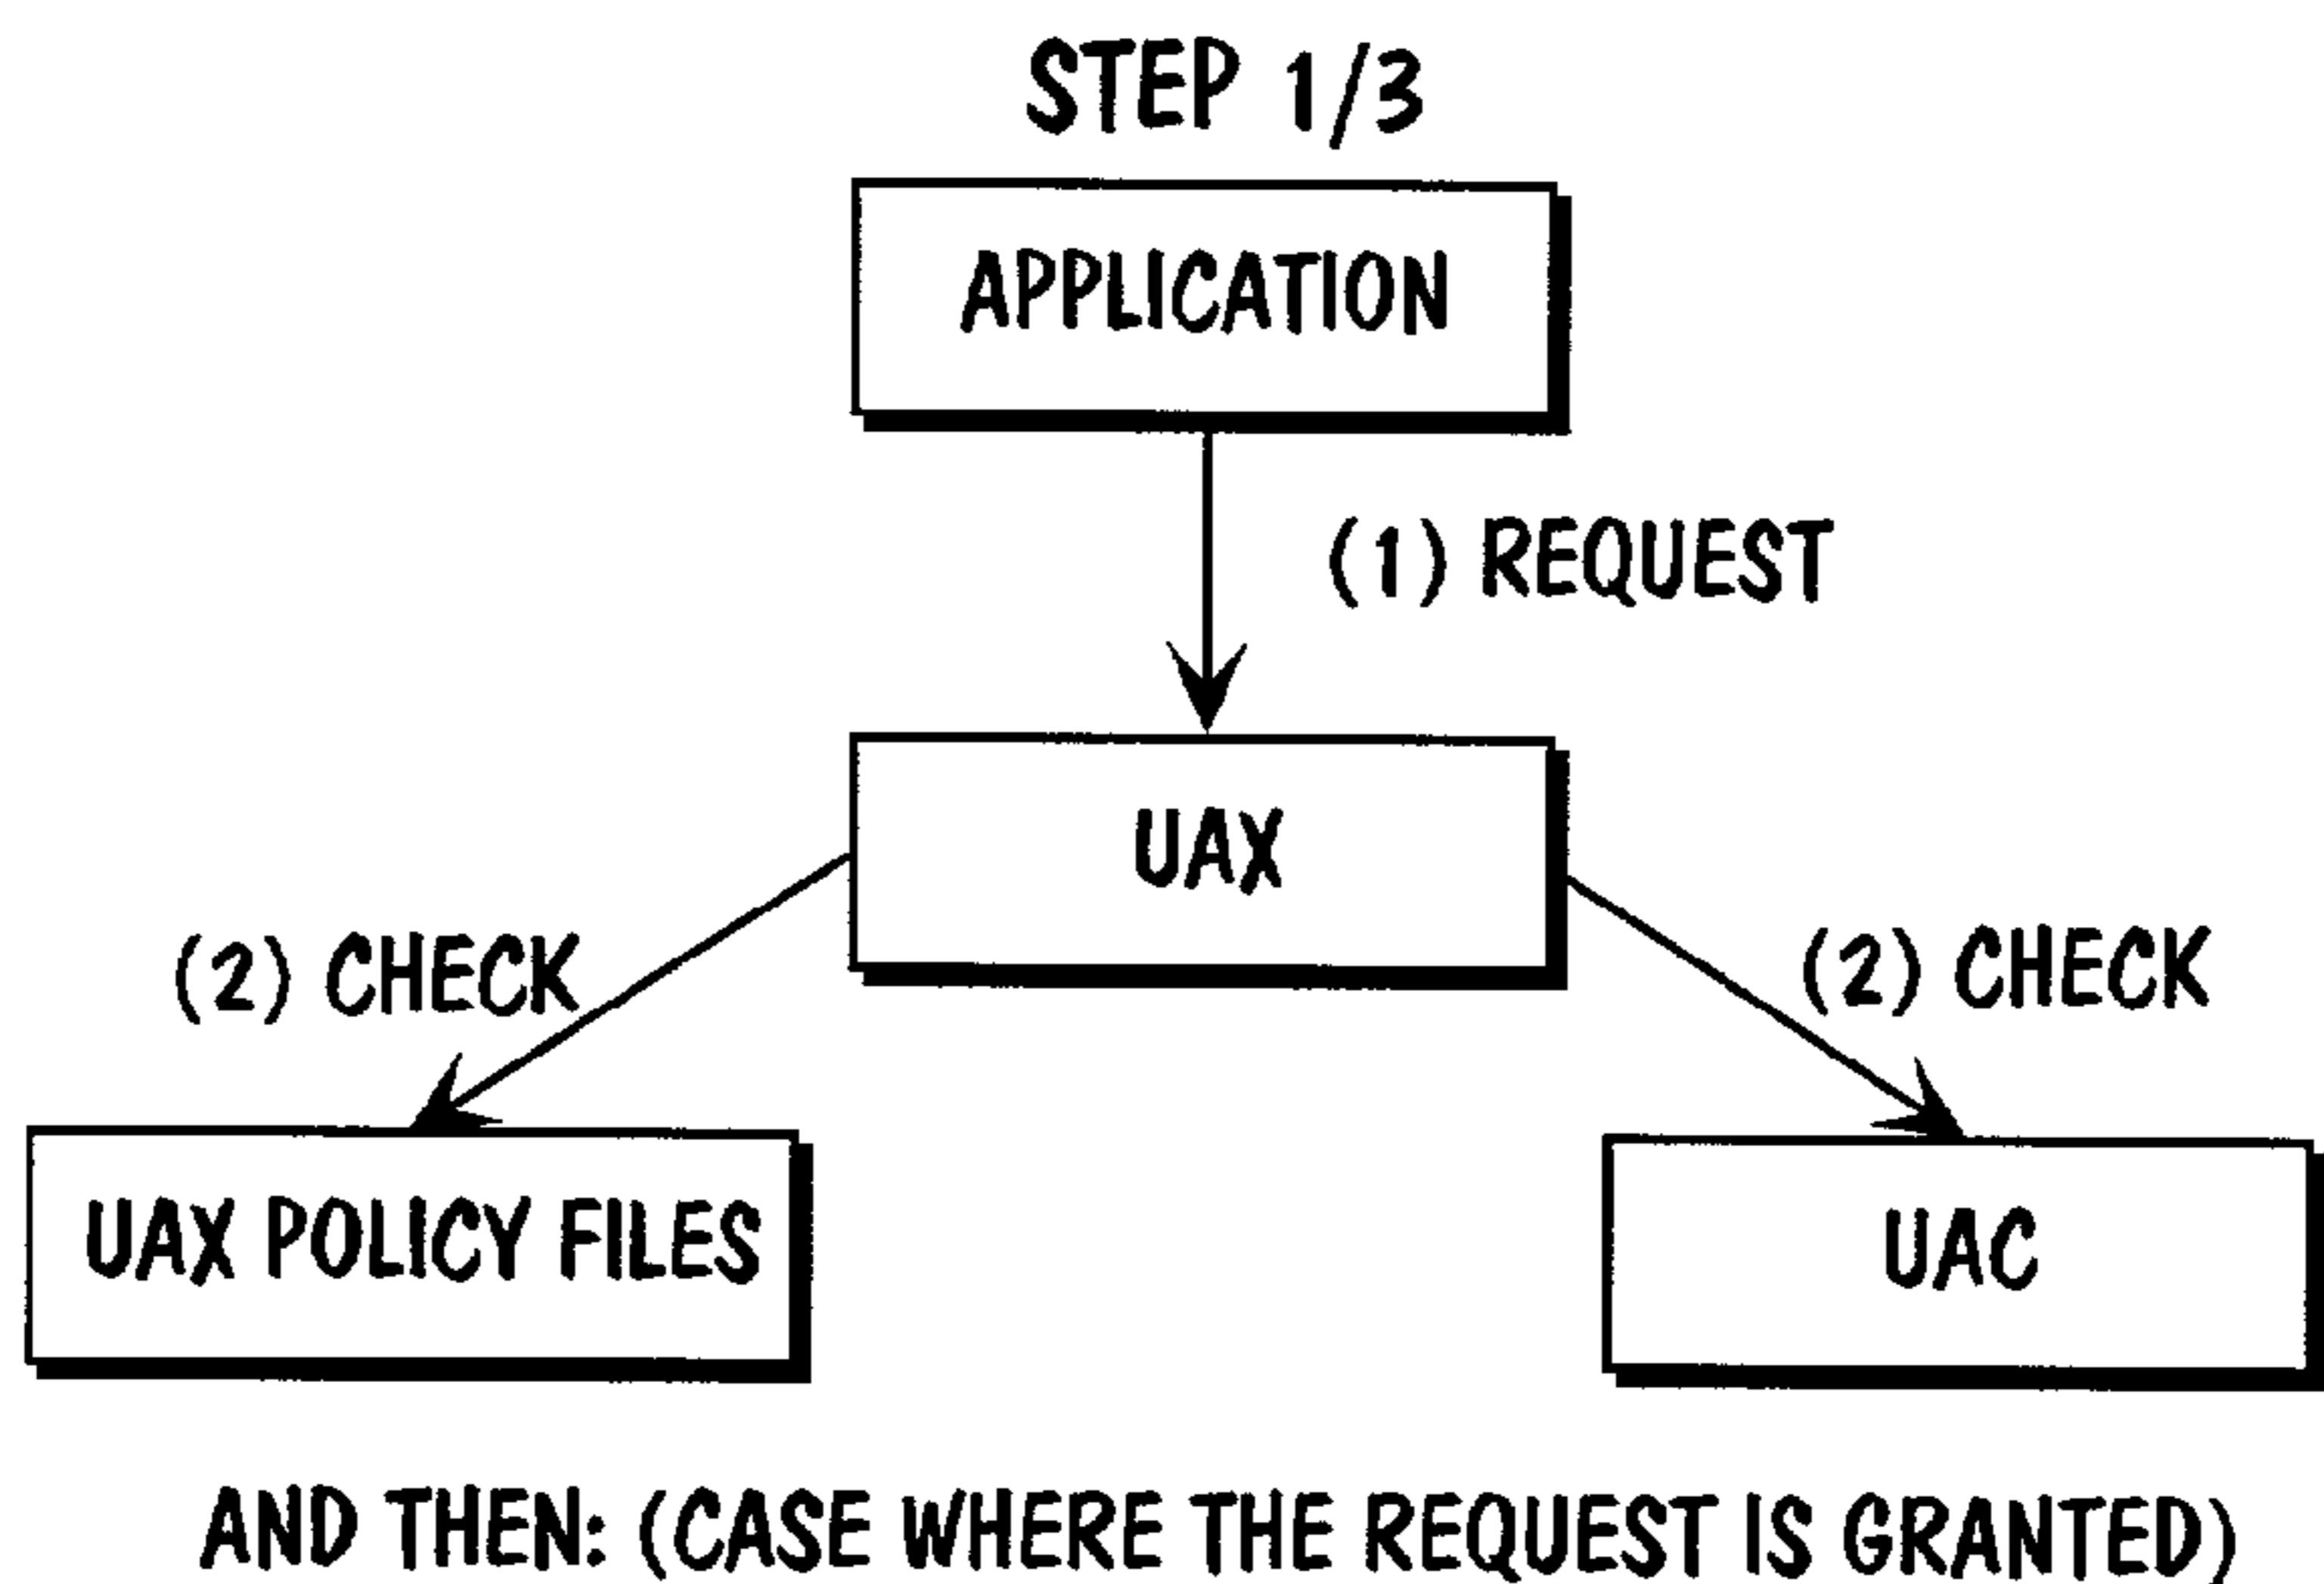 STEP 1/3
APPLICATION
(1) REQUEST
UAX
(2) CHECK
(2) CHECK
UAX POLICY FILES
UAC
AND THEN: (CASE WHERE THE REQUEST IS GRANTED)